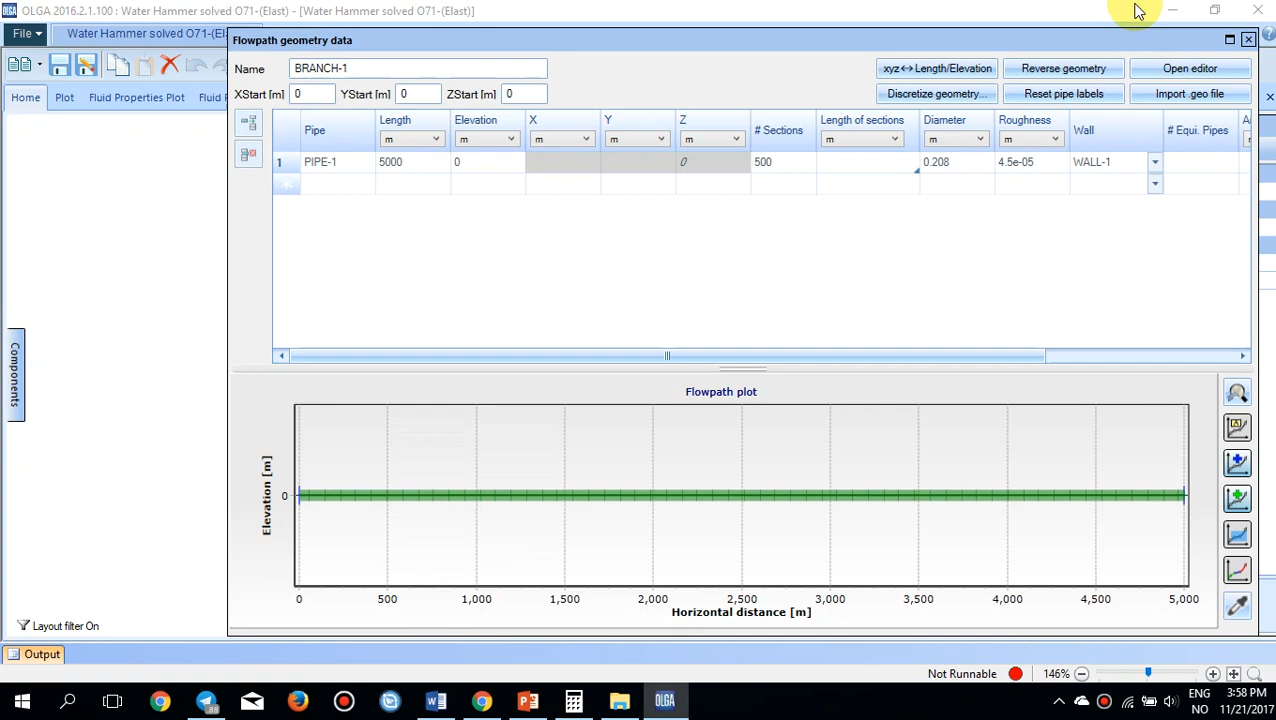 OLGA 2016.2.1.100 : Water Hammer solved O71-(Elast) - [Water Hammer solved O71-(Elast)]
File
Water Hammer solved O71-(El
Home Plot Fluid Properties Plot Fluid
Flowpath geometry data
Name BRANCH-1
xyz<->Length/Elevation Reverse geometry Open editor
XStart [m] 0 YStart [m] 0 ZStart [m] 0
Discretize geometry... Reset pipe labels Import .geo file
Pipe Length Elevation X Y Z # Sections Length of sections Diameter Roughness Wall # Equi. Pipes
m m m m m m m m m
1 PIPE-1 5000 0 0 500 0.208 4.5e-05 WALL-1
Components
Flowpath plot
Elevation [m]
0
0 500 1,000 1,500 2,000 2,500 3,000 3,500 4,000 4,500 5,000
Horizontal distance [m]
Layout filter On
Output
Not Runnable 146%
88
ENG 3:58 PM
NO 11/21/2017